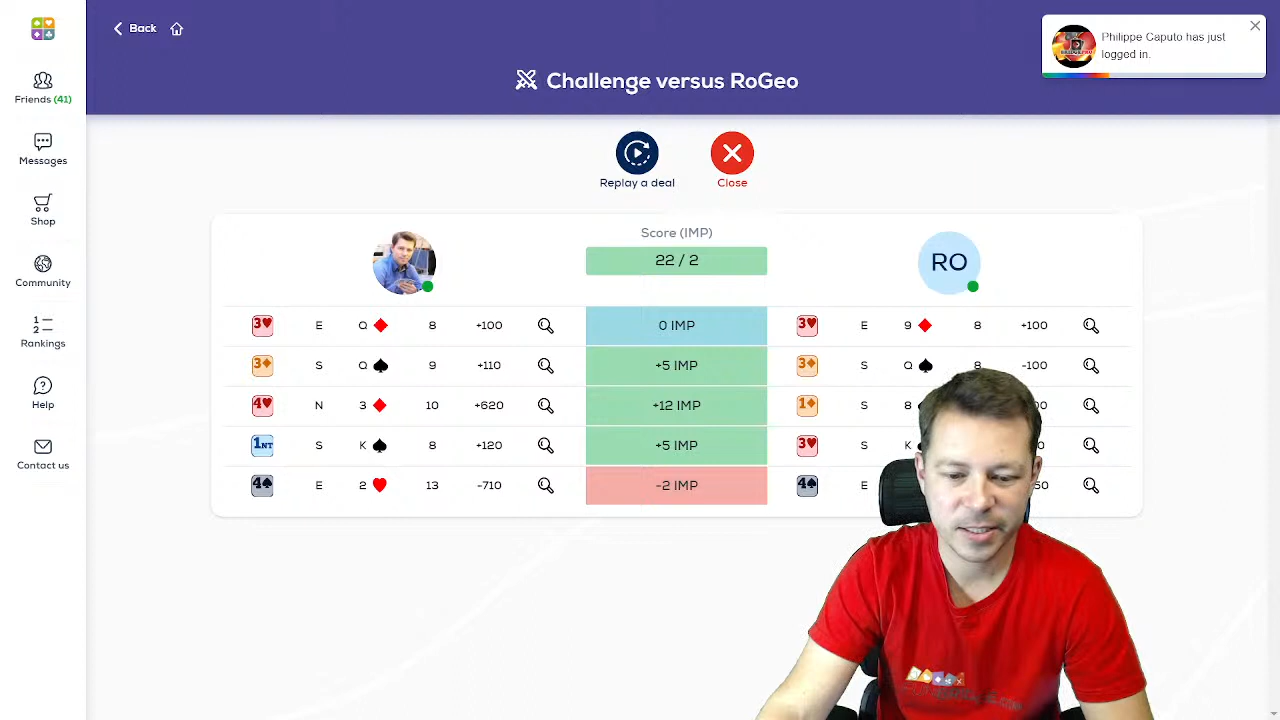 Back
Philippe Caputo has just
logged in.
Challenge versus RoGeo
Friends (41)
Messages
Shop
Community
1
2
Rankings
Help
Contact us
Replay a deal
Close
Score (IMP)
22 / 2
RO
3♥ E Q♦ 8 +100 0 IMP 3♥ E 9♦ 8 +100
3♦ S Q♠ 9 +110 +5 IMP 3♦ S Q♠ 8 -100
4♥ N 3♦ 10 +620 +12 IMP 1♦ S 8
1NT S K♠ 8 +120 +5 IMP 3♥ S K
4♠ E 2♥ 13 -710 -2 IMP 4♠ E